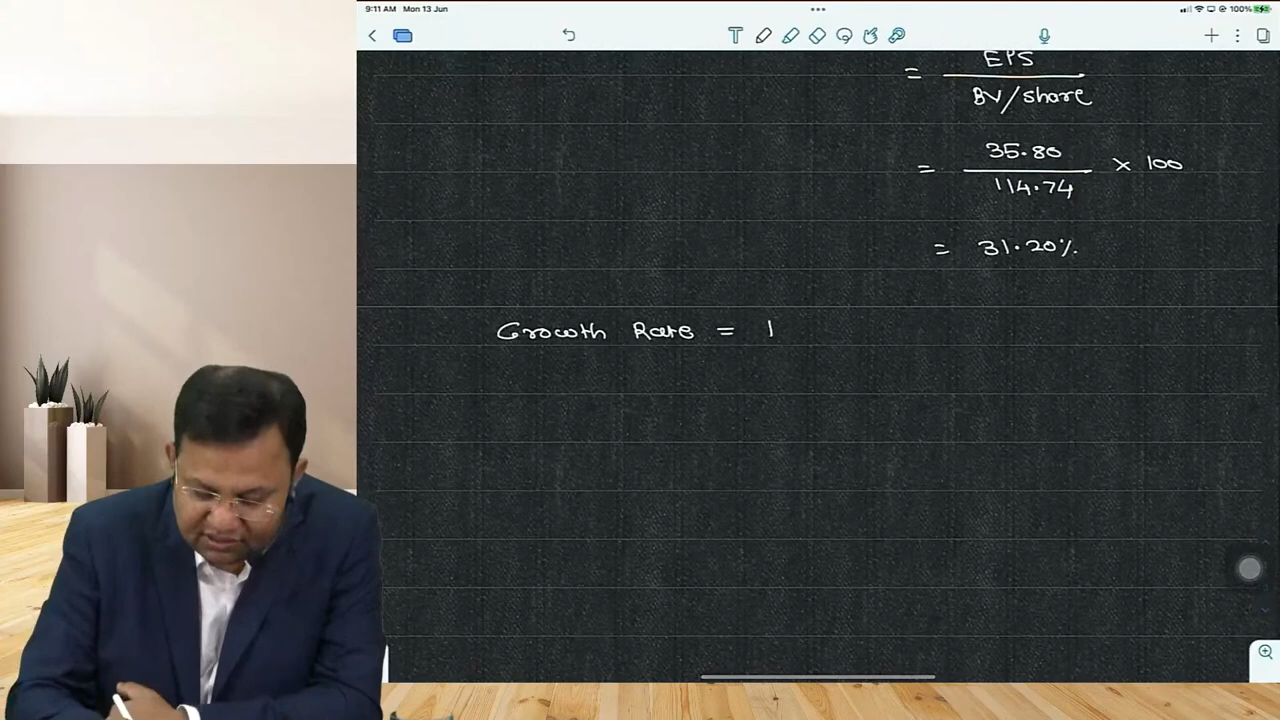 9:11 AM Mon 13 Jun
100%
T
= EPS
BV/share
= 35.80 × 100
114.74
= 31.20%
Growth Rate = 1